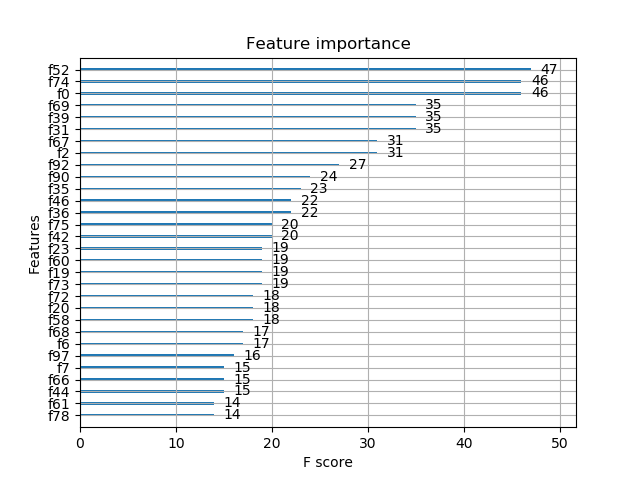 Feature importance
f52 47
f74 46
f0 46
f69 35
f39 35
f31 35
f67 31
f2 31
f92 27
f90 24
f35 23
f46 22
f36 22
f75 20
f42 20
f23 19
f60 19
f19 19
f73 19
f72 18
f20 18
f58 18
f68 17
f6 17
f97 16
f7 15
f66 15
f44 15
f61 14
f78 14
Features
0 10 20 30 40 50
F score